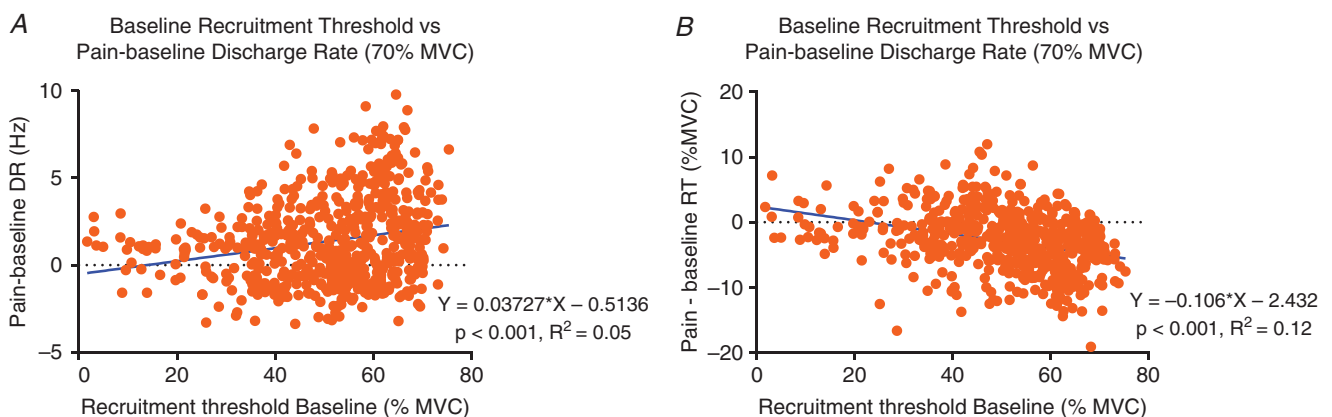 A
Baseline Recruitment Threshold vs
Pain-baseline Discharge Rate (70% MVC)
Pain-baseline DR (Hz)
10
5
0
–5
0 20 40 60 80
Y = 0.03727*X – 0.5136
p < 0.001, R² = 0.05
Recruitment threshold Baseline (% MVC)
B
Baseline Recruitment Threshold vs
Pain-baseline Discharge Rate (70% MVC)
Pain - baseline RT (%MVC)
20
10
0
–10
–20
0 20 40 60 80
Y = –0.106*X – 2.432
p < 0.001, R² = 0.12
Recruitment threshold Baseline (% MVC)